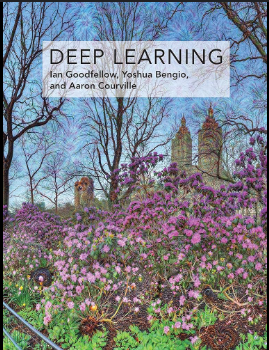 DEEP LEARNING
Ian Goodfellow, Yoshua Bengio,
and Aaron Courville